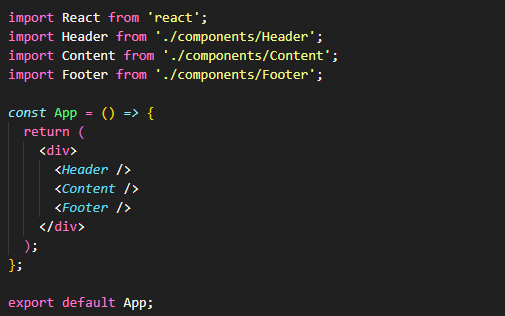 import React from 'react';
import Header from './components/Header';
import Content from './components/Content';
import Footer from './components/Footer';

const App = () => {
  return (
    <div>
      <Header />
      <Content />
      <Footer />
    </div>
  );
};

export default App;